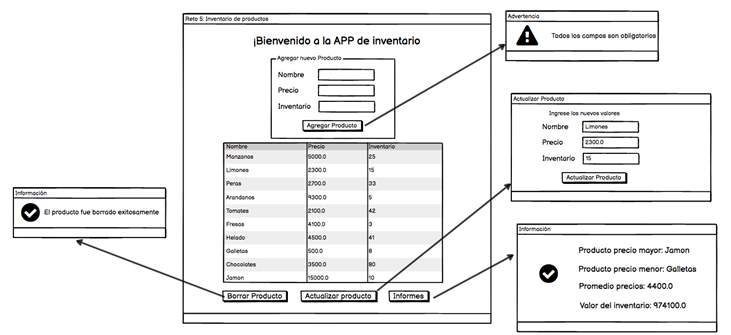 Reto 5: Inventario de productos
¡Bienvenido a la APP de inventario
Agregar nuevo Producto
Nombre
Precio
Inventario
Agregar Producto
Nombre Precio Inventario
Manzanas 5000.0 25
Limones 2300.0 15
Peras 2700.0 33
Arandanos 9300.0 5
Tomates 2100.0 42
Fresas 4100.0 3
Helado 4500.0 41
Galletas 500.0 8
Chocolates 3500.0 80
Jamon 15000.0 10
Borrar Producto Actualizar producto Informes
Información
El producto fue borrado exitosamente
Advertencia
Todos los campos son obligatorios
Actualizar Producto
Ingrese los nuevos valores
Nombre Limones
Precio 2300.0
Inventario 15
Actualizar Producto
Información
Producto precio mayor: Jamon
Producto precio menor: Galletas
Promedio precios: 4400.0
Valor del inventario: 974100.0